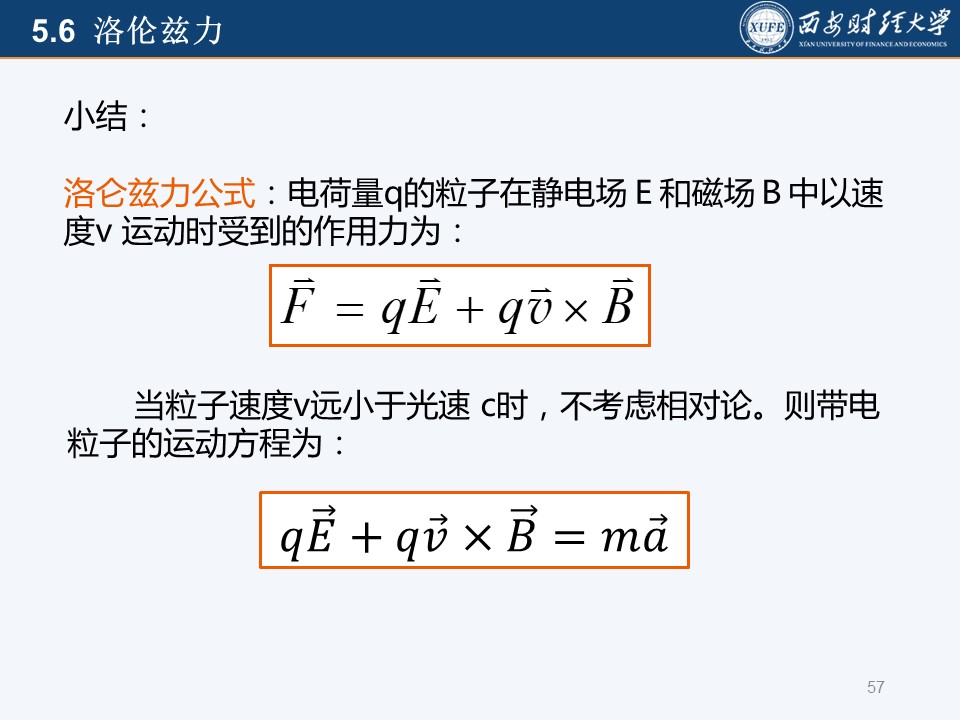 5.6 洛伦兹力
XUFE
西安财经大学
XI'AN UNIVERSITY OF FINANCE AND ECONOMICS
小结：
洛仑兹力公式：电荷量q的粒子在静电场 E 和磁场 B 中以速
度v 运动时受到的作用力为：
$\vec{F} = q\vec{E} + q\vec{v} \times \vec{B}$
当粒子速度v远小于光速 c时，不考虑相对论。则带电
粒子的运动方程为：
$q\vec{E} + q\vec{v} \times \vec{B} = m\vec{a}$
57